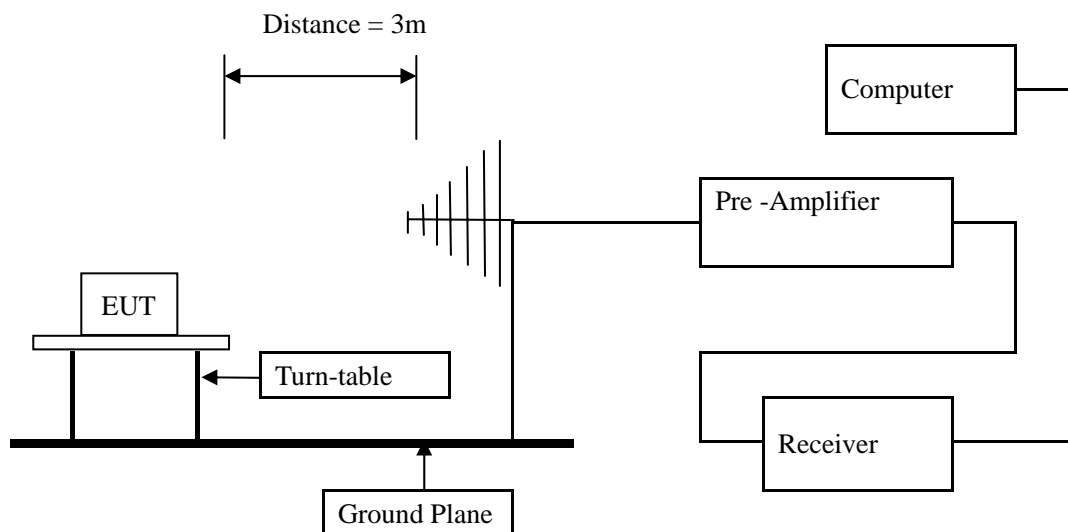 Distance = 3m
Computer
Pre -Amplifier
EUT
Turn-table
Receiver
Ground Plane